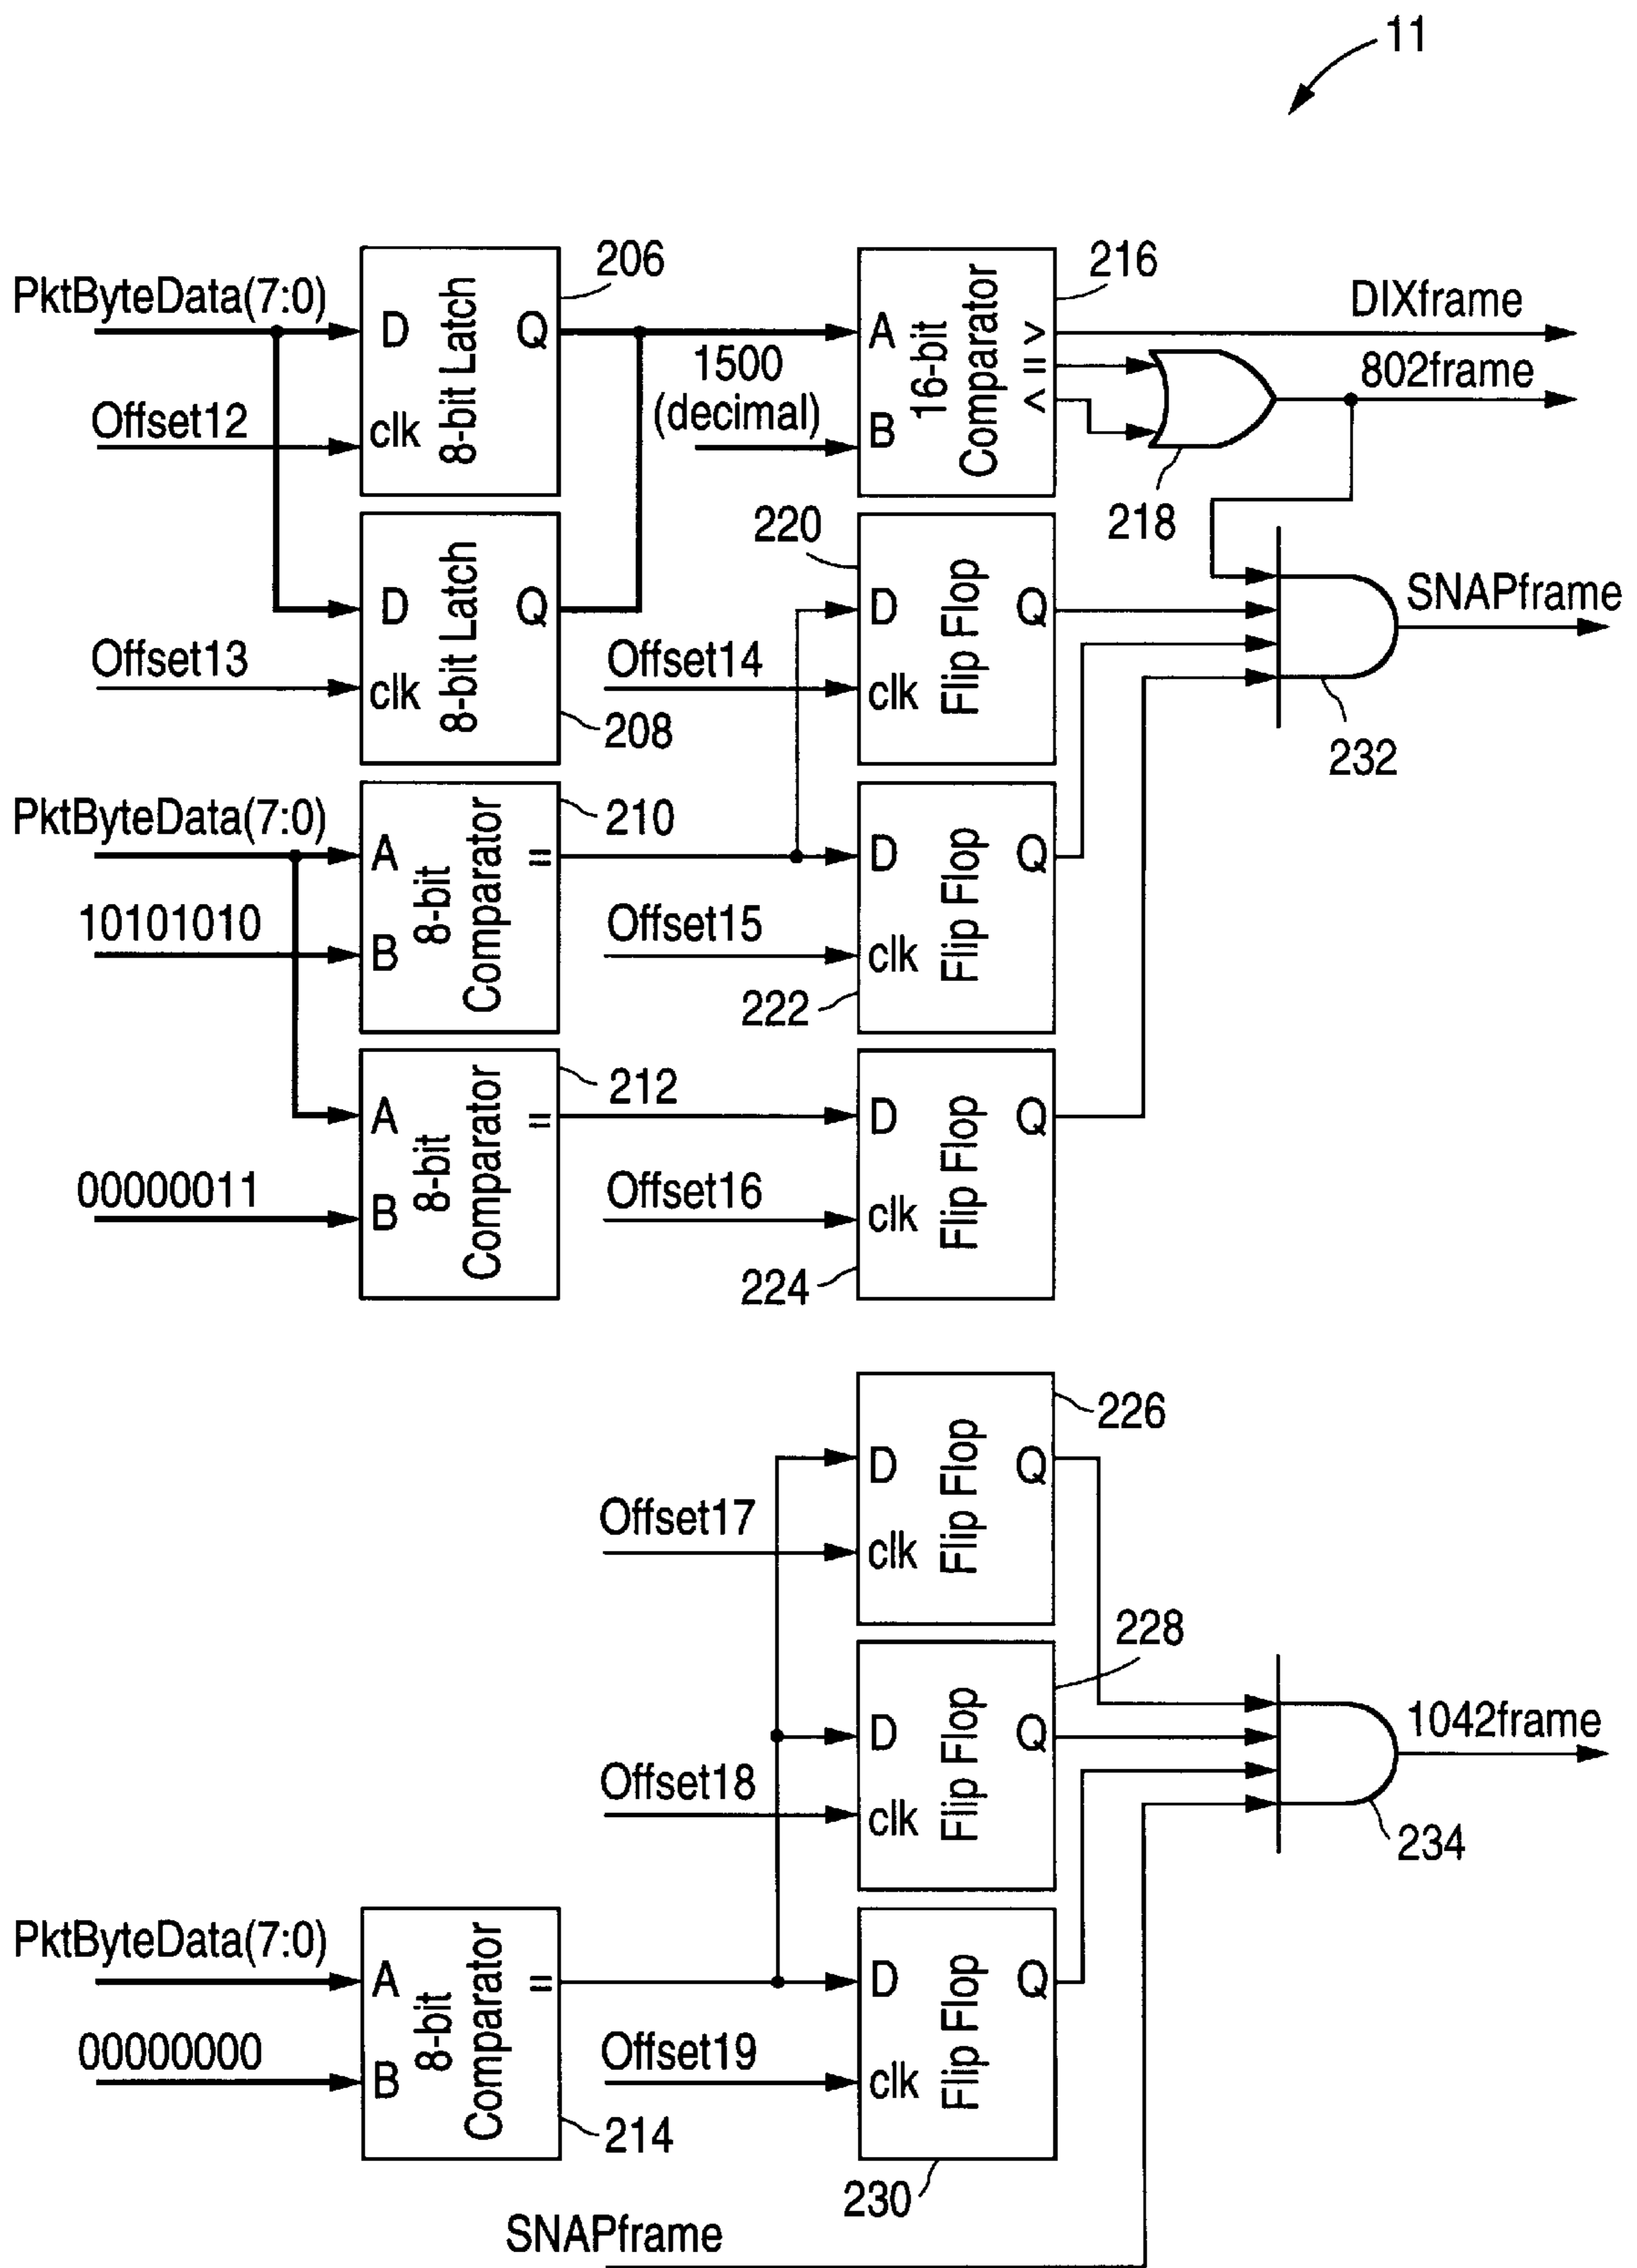 11
PktByteData(7:0)
D
8-bit Latch
Q
206
Offset12
clk
1500
(decimal)
A
16-bit
Comparator
B
>
=
<
216
DIXframe
802frame
218
D
8-bit Latch
Q
Offset13
clk
208
220
D
Flip Flop
Q
Offset14
clk
SNAPframe
232
PktByteData(7:0)
A
8-bit
Comparator
=
210
10101010
B
D
Flip Flop
Q
Offset15
clk
222
A
8-bit
Comparator
=
212
00000011
B
D
Flip Flop
Q
Offset16
clk
224
226
D
Flip Flop
Q
Offset17
clk
228
D
Flip Flop
Q
Offset18
clk
1042frame
234
PktByteData(7:0)
A
8-bit
Comparator
=
00000000
B
214
D
Flip Flop
Q
Offset19
clk
230
SNAPframe